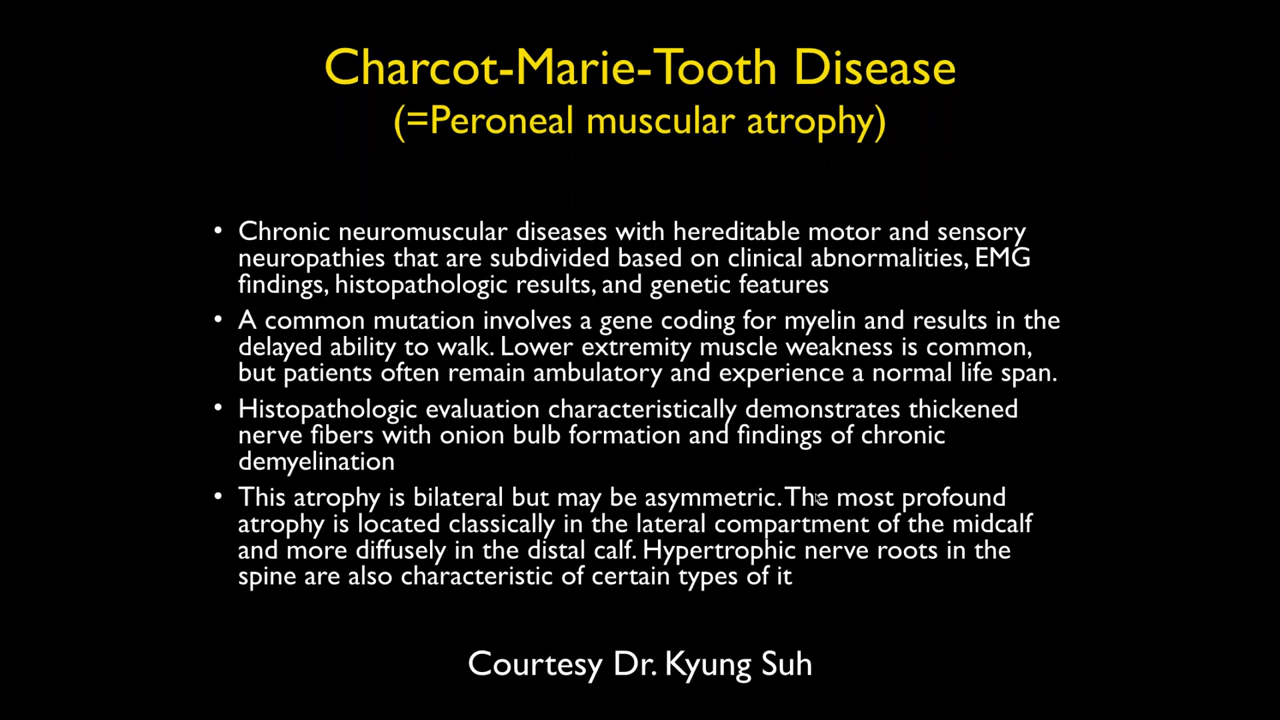 Charcot-Marie-Tooth Disease
(=Peroneal muscular atrophy)
• Chronic neuromuscular diseases with hereditable motor and sensory
neuropathies that are subdivided based on clinical abnormalities, EMG
findings, histopathologic results, and genetic features
• A common mutation involves a gene coding for myelin and results in the
delayed ability to walk. Lower extremity muscle weakness is common,
but patients often remain ambulatory and experience a normal life span.
• Histopathologic evaluation characteristically demonstrates thickened
nerve fibers with onion bulb formation and findings of chronic
demyelination
• This atrophy is bilateral but may be asymmetric. The most profound
atrophy is located classically in the lateral compartment of the midcalf
and more diffusely in the distal calf. Hypertrophic nerve roots in the
spine are also characteristic of certain types of it
Courtesy Dr. Kyung Suh